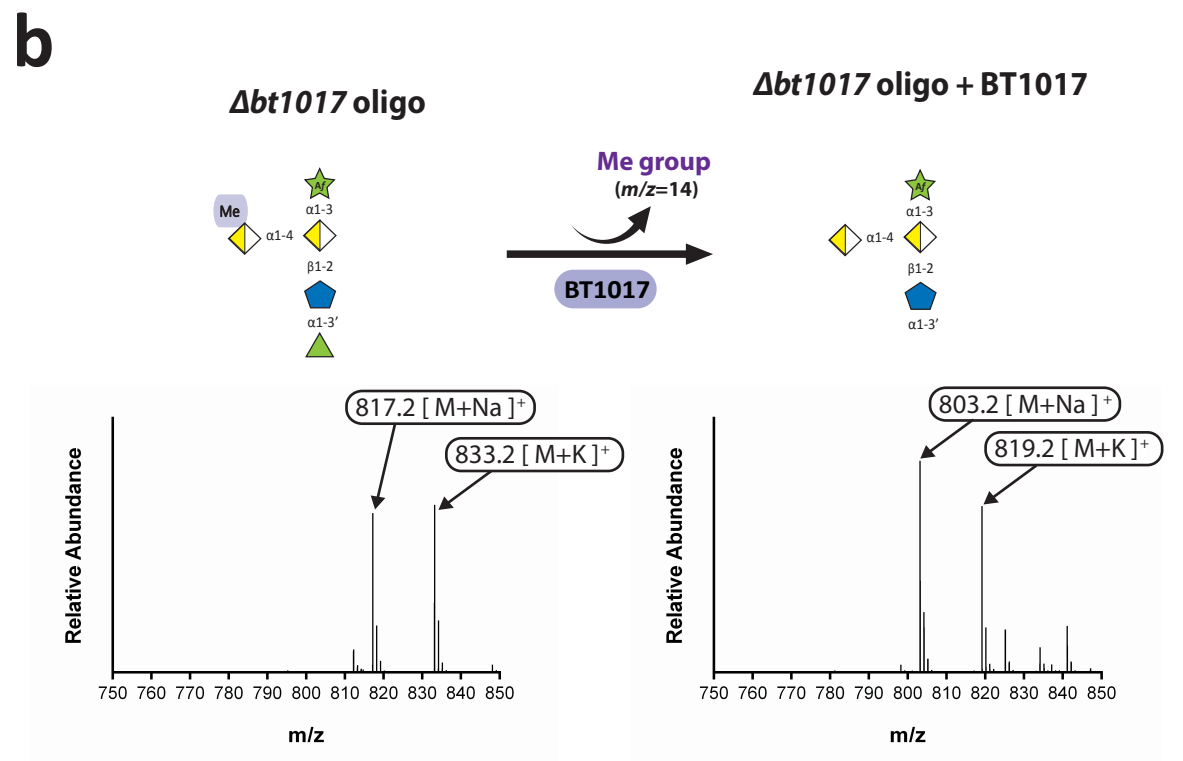 b
Δbt1017 oligo
Δbt1017 oligo + BT1017
Me group
(m/z=14)
BT1017
Me
Af
α1-3
α1-4
β1-2
α1-3′
Af
α1-3
α1-4
β1-2
α1-3′
817.2 [ M+Na ]+
833.2 [ M+K ]+
Relative Abundance
750 760 770 780 790 800 810 820 830 840 850
m/z
803.2 [ M+Na ]+
819.2 [ M+K ]+
Relative Abundance
750 760 770 780 790 800 810 820 830 840 850
m/z